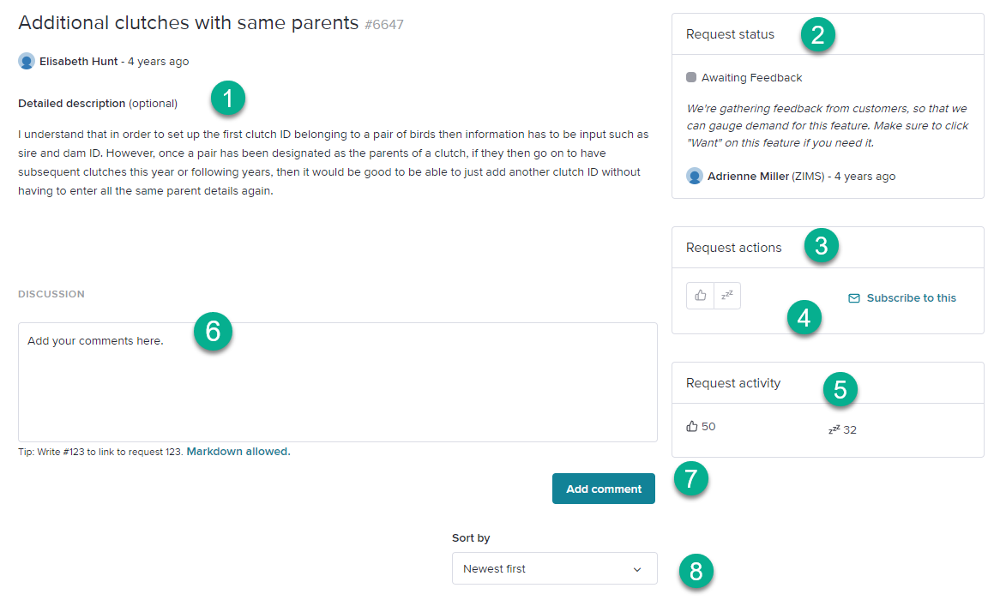 Additional clutches with same parents #6647
Elisabeth Hunt - 4 years ago
1
Detailed description (optional)
I understand that in order to set up the first clutch ID belonging to a pair of birds then information has to be input such as
sire and dam ID. However, once a pair has been designated as the parents of a clutch, if they then go on to have
subsequent clutches this year or following years, then it would be good to be able to just add another clutch ID without
having to enter all the same parent details again.
DISCUSSION
6
Add your comments here.
Tip: Write #123 to link to request 123. Markdown allowed.
Add comment
7
Sort by
Newest first
8
Request status
2
Awaiting Feedback
We're gathering feedback from customers, so that we
can gauge demand for this feature. Make sure to click
"Want" on this feature if you need it.
Adrienne Miller (ZIMS) - 4 years ago
Request actions
3
zzz
Subscribe to this
4
Request activity
5
50
zzz 32